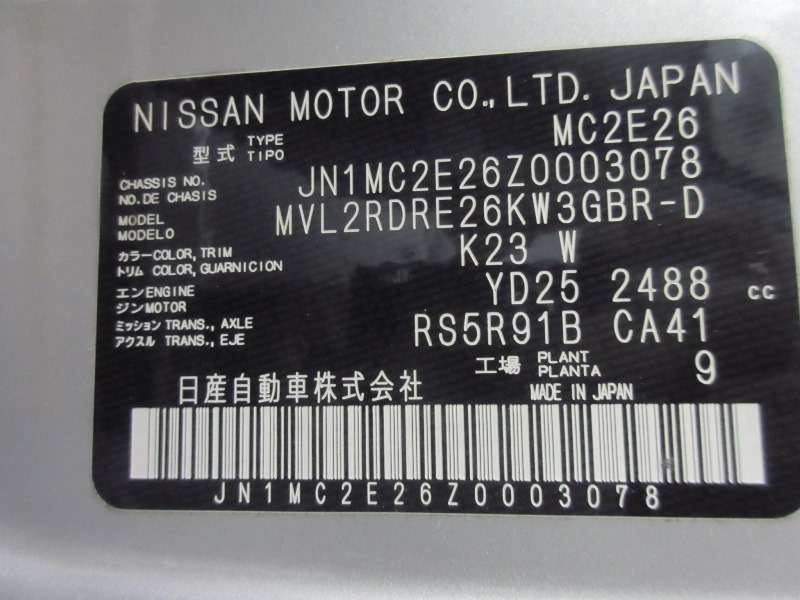 NISSAN MOTOR CO.,LTD. JAPAN
型式 TYPE TIPO MC2E26
CHASSIS NO. NO.DE CHASIS JN1MC2E26Z0003078
MODEL MODELO MVL2RDRE26KW3GBR-D
カラー COLOR, TRIM K23 W
トリム COLOR, GUARNICION
エンENGINE YD25 2488 cc
ジンMOTOR
ミッション TRANS., AXLE RS5R91B CA41
アクスル TRANS., EJE
工場 PLANT PLANTA 9
日産自動車株式会社 MADE IN JAPAN
JN1MC2E26Z0003078